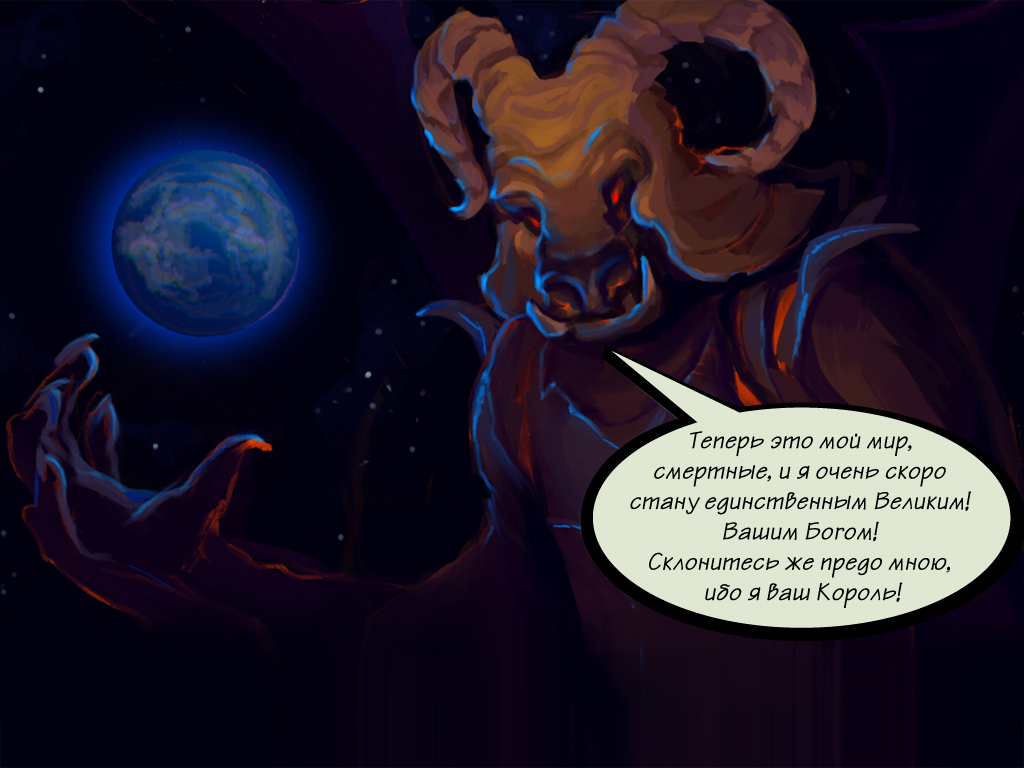 Теперь это мой мир,
смертные, и я очень скоро
стану единственным Великим!
Вашим Богом!
Склонитесь же предо мною,
ибо я ваш Король!